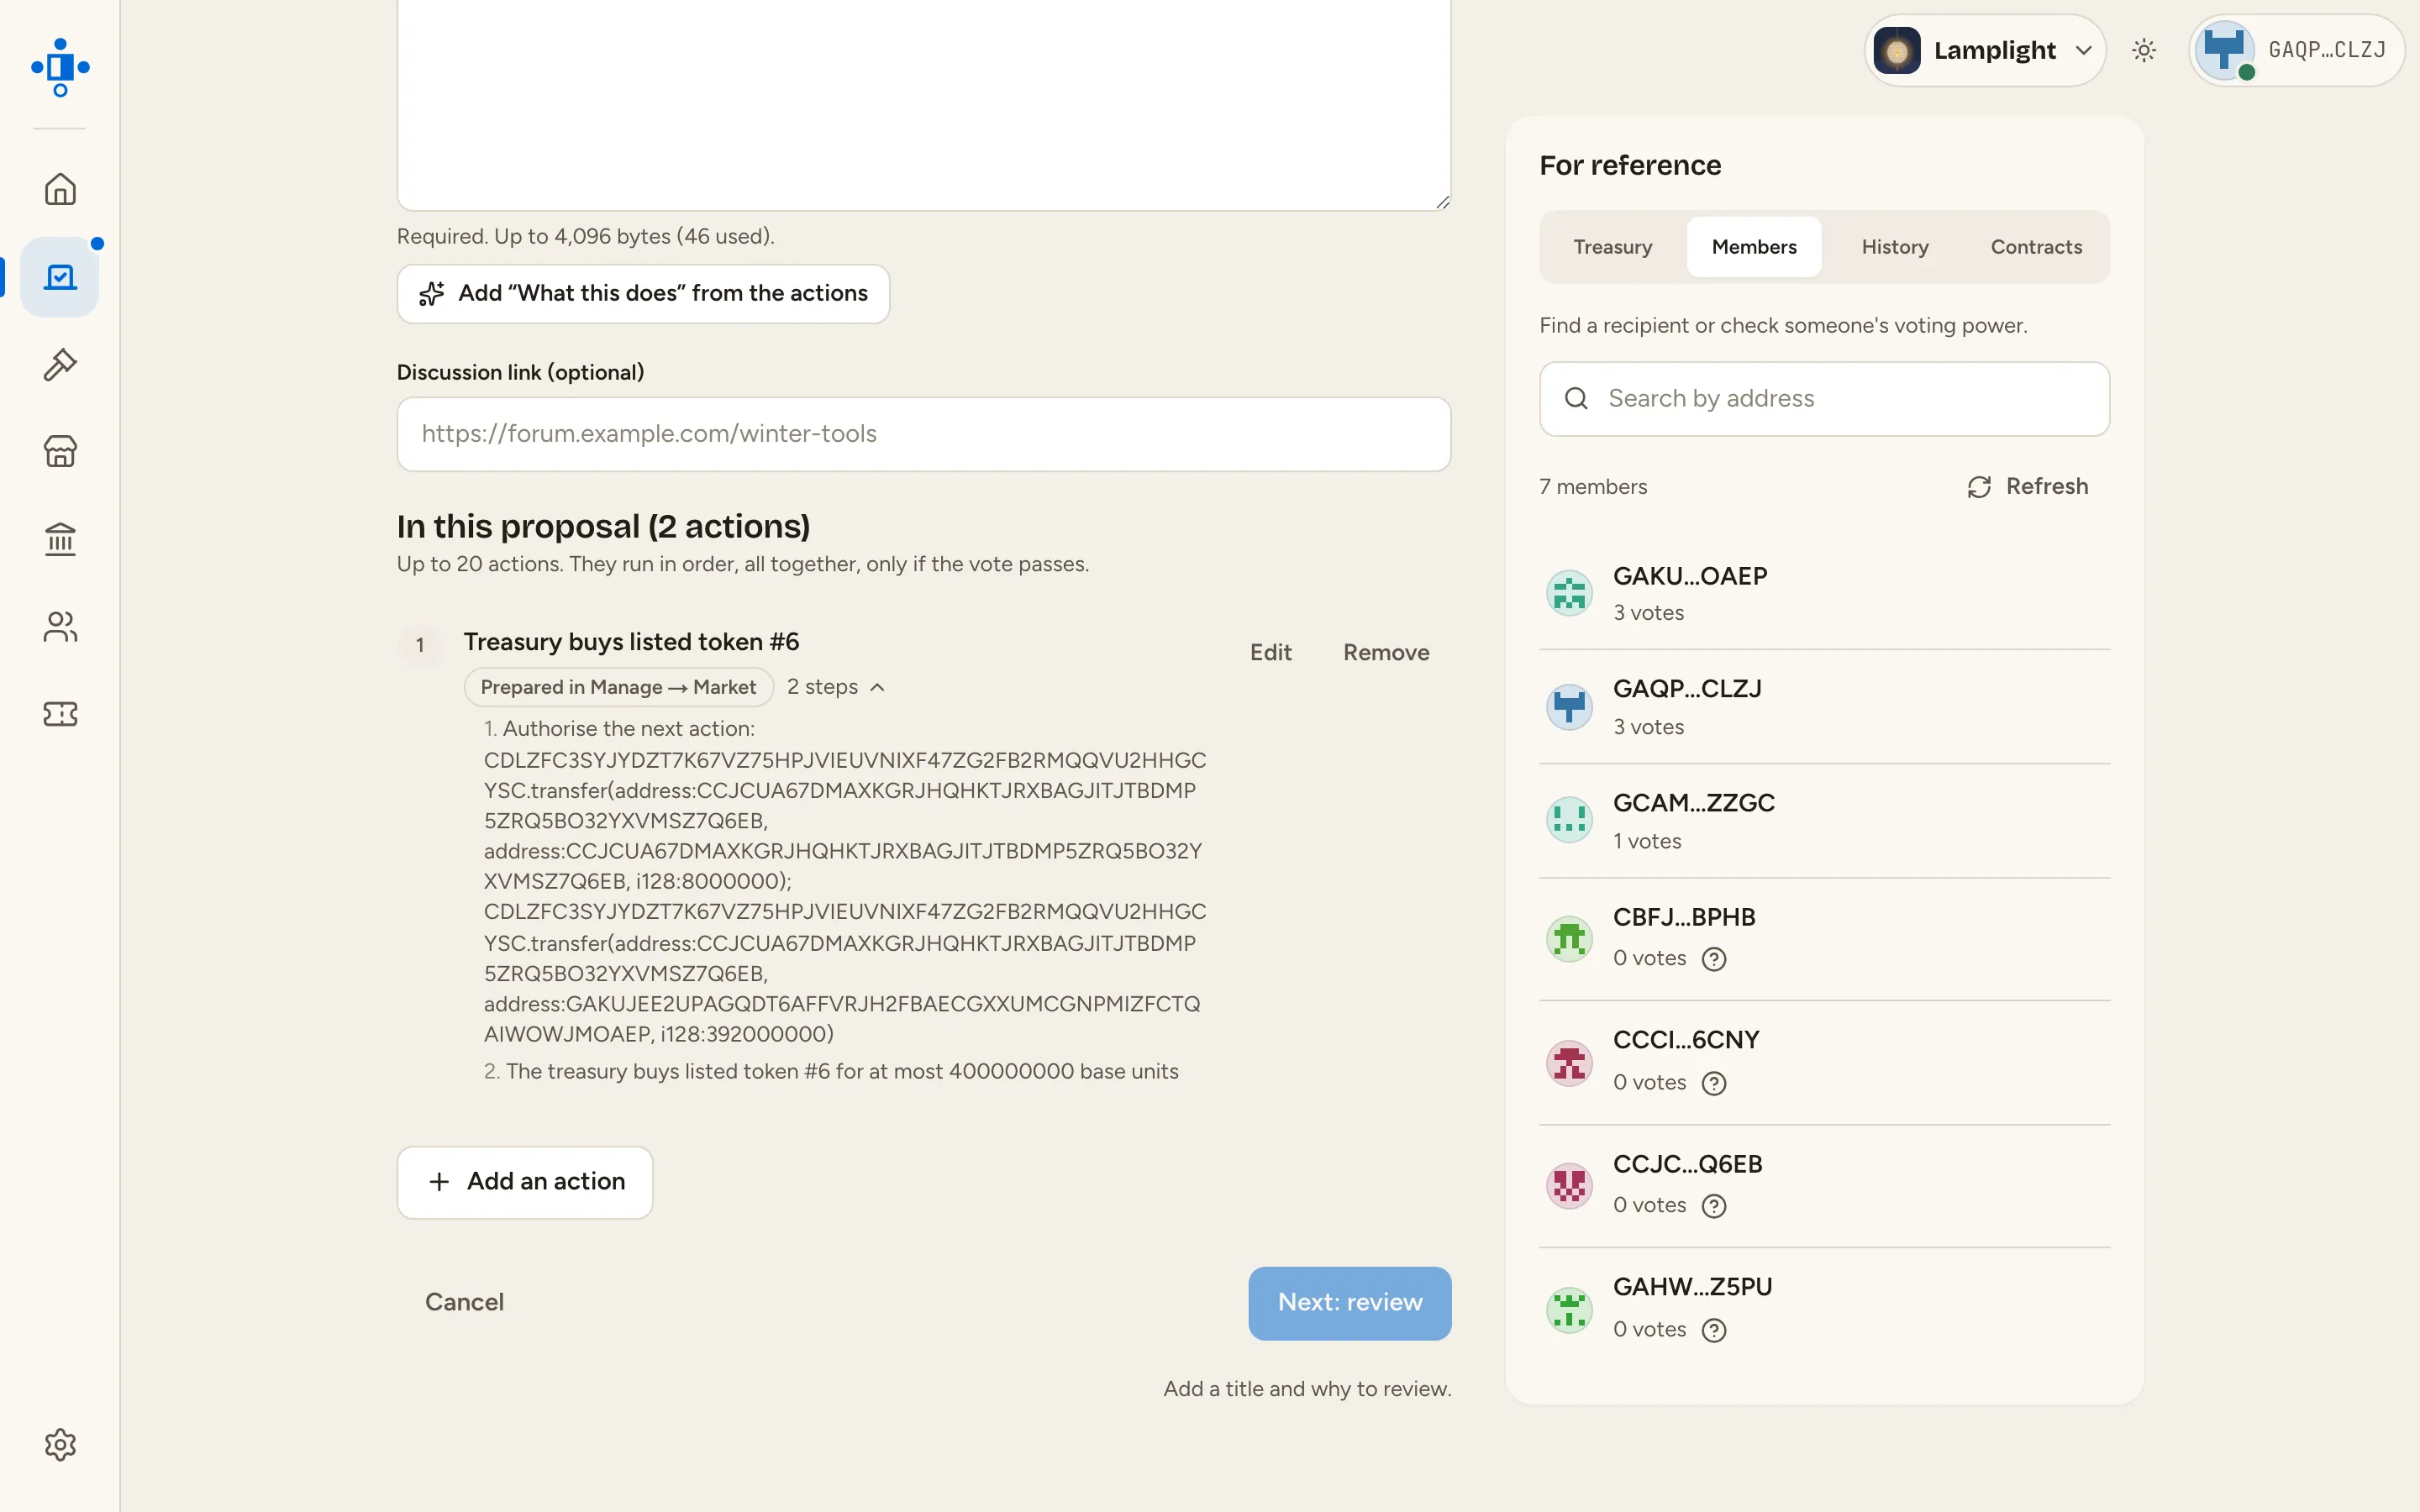 Lamplight
GAQP…CLZJ
Required. Up to 4,096 bytes (46 used).
Add “What this does” from the actions
Discussion link (optional)
https://forum.example.com/winter-tools
In this proposal (2 actions)
Up to 20 actions. They run in order, all together, only if the vote passes.
1
Treasury buys listed token #6
Edit
Remove
Prepared in Manage → Market
2 steps
1. Authorise the next action:
CDLZFC3SYJYDZT7K67VZ75HPJVIEUVNIXF47ZG2FB2RMQQVU2HHGC
YSC.transfer(address:CCJCUA67DMAXKGRJHQHKTJRXBAGJITJTBDMP
5ZRQ5BO32YXVMSZ7Q6EB,
address:CCJCUA67DMAXKGRJHQHKTJRXBAGJITJTBDMP5ZRQ5BO32Y
XVMSZ7Q6EB, i128:8000000);
CDLZFC3SYJYDZT7K67VZ75HPJVIEUVNIXF47ZG2FB2RMQQVU2HHGC
YSC.transfer(address:CCJCUA67DMAXKGRJHQHKTJRXBAGJITJTBDMP
5ZRQ5BO32YXVMSZ7Q6EB,
address:GAKUJEE2UPAGQDT6AFFVRJH2FBAECGXXUMCGNPMIZFCTQ
AIWOWJMOAEP, i128:392000000)
2. The treasury buys listed token #6 for at most 400000000 base units
Add an action
Cancel
Next: review
Add a title and why to review.
For reference
Treasury
Members
History
Contracts
Find a recipient or check someone's voting power.
Search by address
7 members
Refresh
GAKU…OAEP
3 votes
GAQP…CLZJ
3 votes
GCAM…ZZGC
1 votes
CBFJ…BPHB
0 votes
CCCI…6CNY
0 votes
CCJC…Q6EB
0 votes
GAHW…Z5PU
0 votes